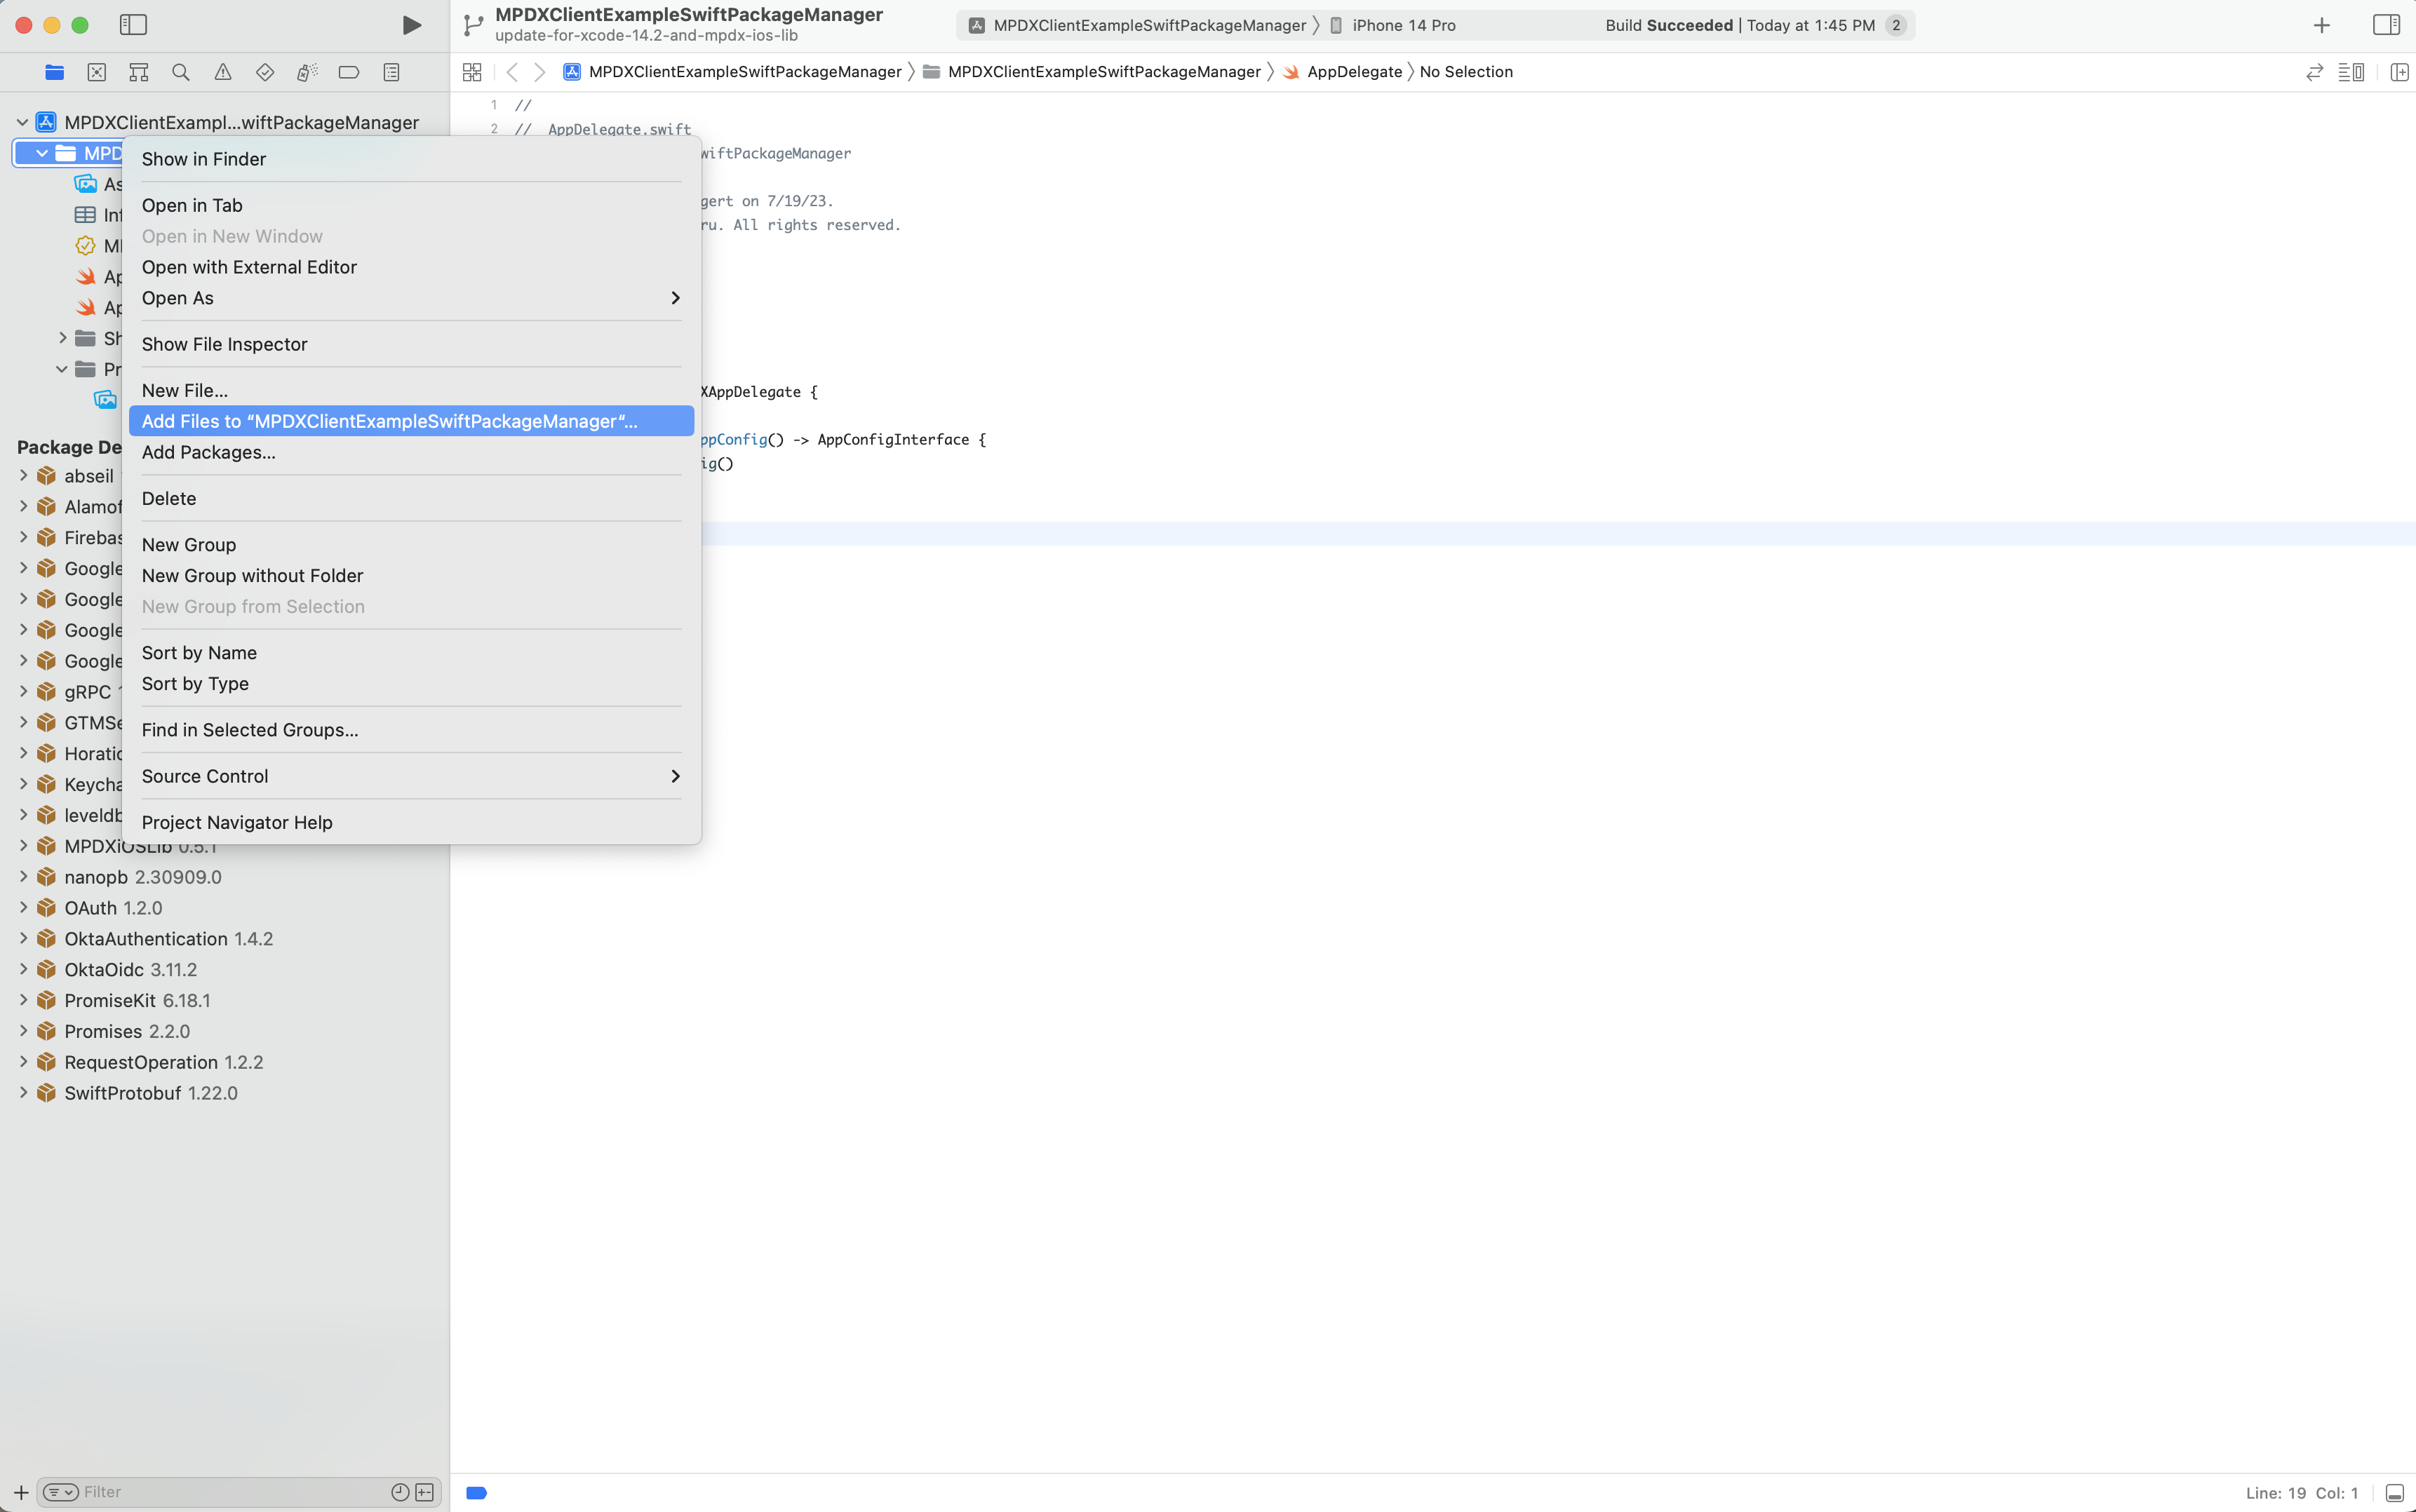 MPDXClientExampleSwiftPackageManager
update-for-xcode-14.2-and-mpdx-ios-lib
MPDXClientExampleSwiftPackageManager
iPhone 14 Pro
Build Succeeded | Today at 1:45 PM
2
MPDXClientExampleSwiftPackageManager
MPDXClientExampleSwiftPackageManager
AppDelegate
No Selection
MPDXClientExampl...wiftPackageManager
MPD
As
Inf
Ap
Ap
Sh
Pr
Package De
abseil
Alamof
Firebas
Google
Google
Google
Google
gRPC
GTMSe
Horatio
Keycha
leveldb
MPDXiOSLib 0.5.1
nanopb 2.30909.0
OAuth 1.2.0
OktaAuthentication 1.4.2
OktaOidc 3.11.2
PromiseKit 6.18.1
Promises 2.2.0
RequestOperation 1.2.2
SwiftProtobuf 1.22.0
Show in Finder
Open in Tab
Open in New Window
Open with External Editor
Open As
Show File Inspector
New File...
Add Files to “MPDXClientExampleSwiftPackageManager“...
Add Packages...
Delete
New Group
New Group without Folder
New Group from Selection
Sort by Name
Sort by Type
Find in Selected Groups...
Source Control
Project Navigator Help
1 //
2 // AppDelegate.swift
wiftPackageManager
gert on 7/19/23.
ru. All rights reserved.
XAppDelegate {
ppConfig() -> AppConfigInterface {
ig()
Filter
Line: 19 Col: 1